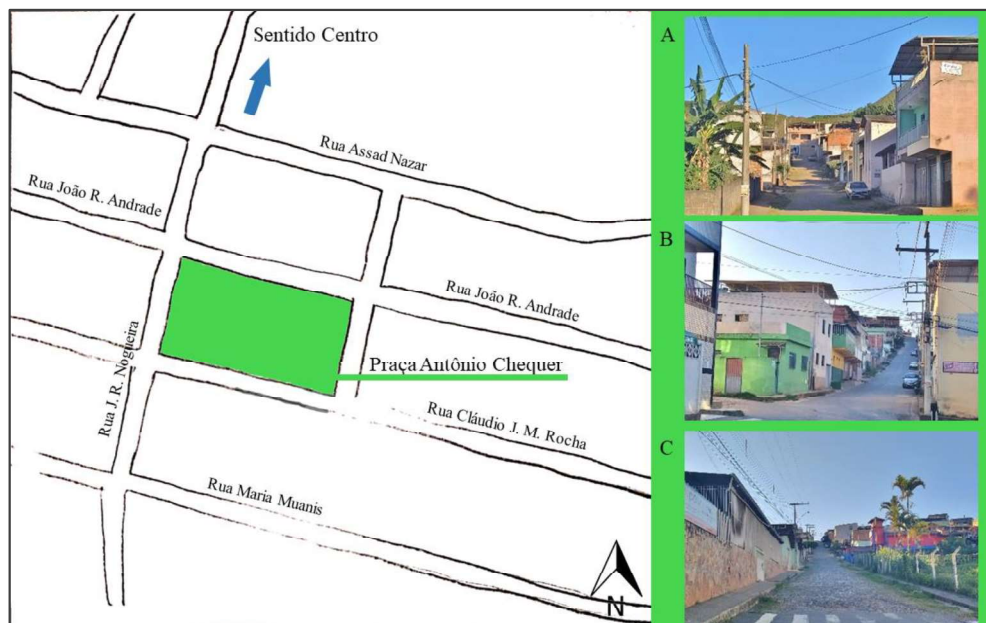 Sentido Centro
Rua Assad Nazar
Rua João R. Andrade
Rua João R. Andrade
Praça Antônio Chequer
Rua J. R. Nogueira
Rua Cláudio J. M. Rocha
Rua Maria Muanis
N
A
B
C